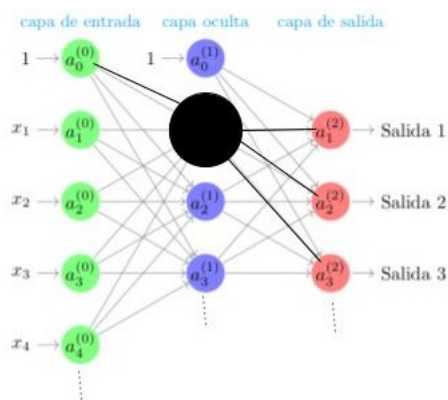 capa de entrada capa oculta capa de salida
1 a_0^{(0)} 1 a_0^{(1)}
x_1 a_1^{(0)} a_1^{(2)} Salida 1
x_2 a_2^{(0)} a_2^{(1)} a_2^{(2)} Salida 2
x_3 a_3^{(0)} a_3^{(1)} a_3^{(2)} Salida 3
x_4 a_4^{(0)}